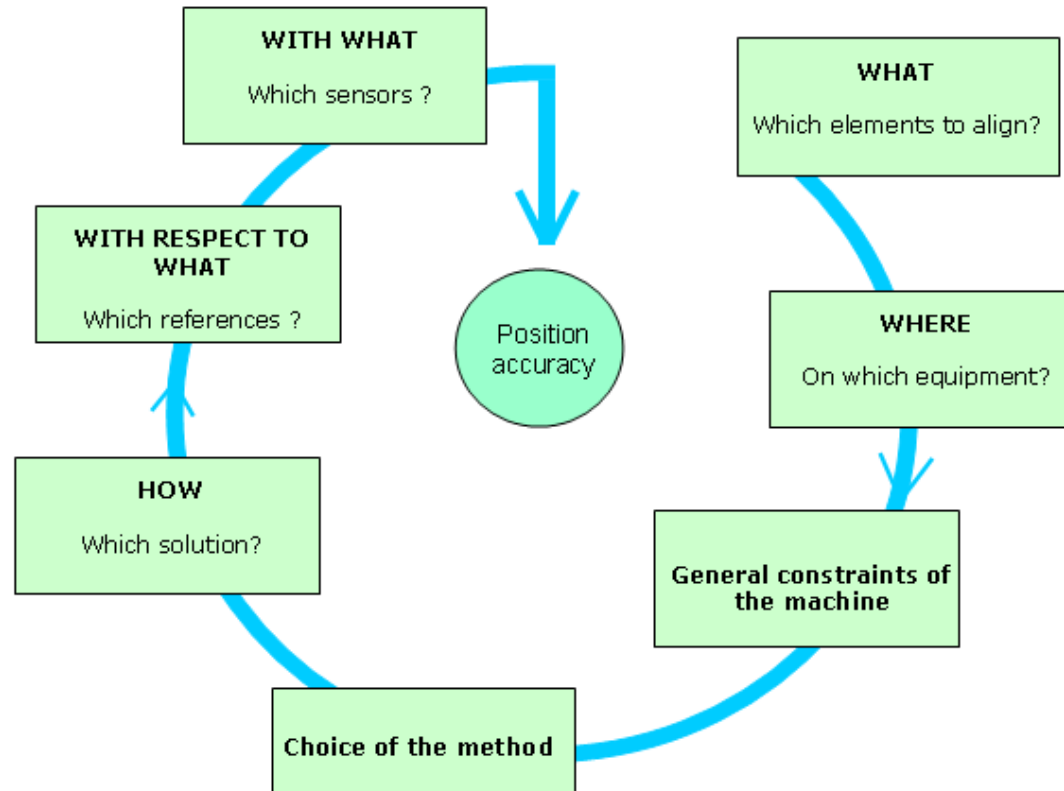 WITH WHAT
Which sensors ?
WHAT
Which elements to align?
WITH RESPECT TO
WHAT
Which references ?
Position
accuracy
WHERE
On which equipment?
HOW
Which solution?
General constraints of
the machine
Choice of the method